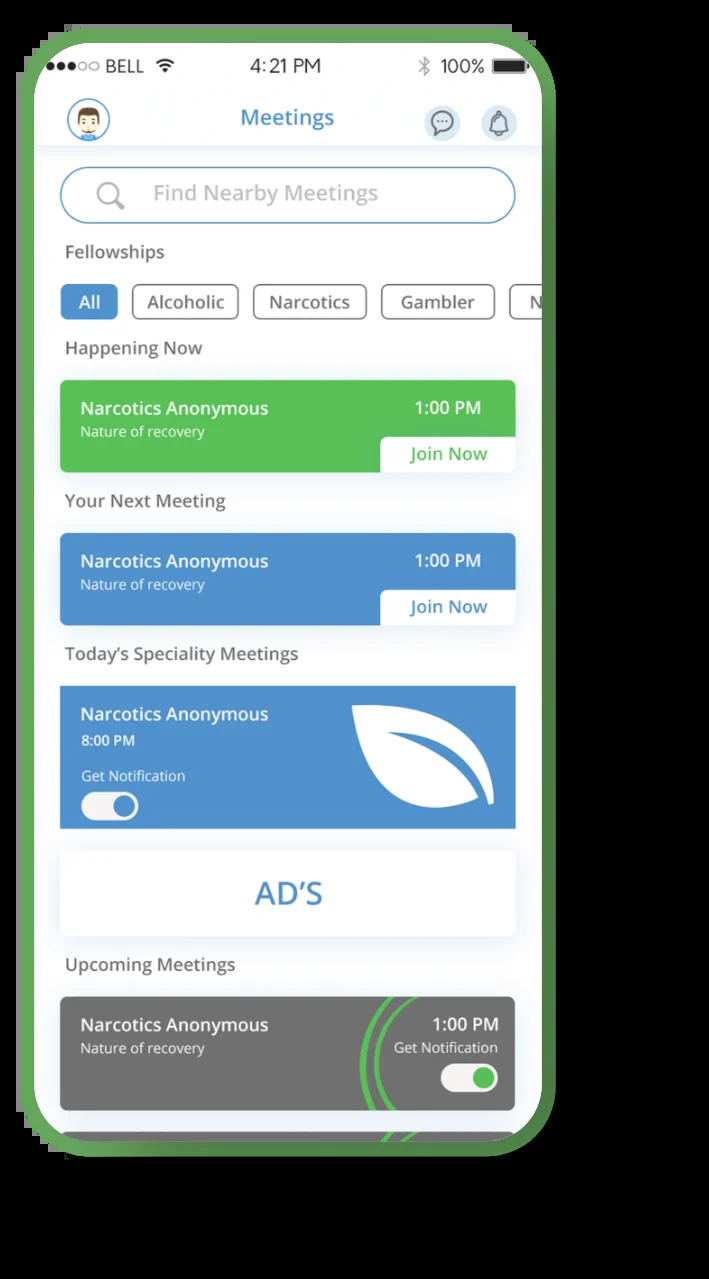 BELL 4:21 PM 100%
Meetings
Find Nearby Meetings
Fellowships
All Alcoholic Narcotics Gambler N
Happening Now
Narcotics Anonymous 1:00 PM
Nature of recovery
Join Now
Your Next Meeting
Narcotics Anonymous 1:00 PM
Nature of recovery
Join Now
Today’s Speciality Meetings
Narcotics Anonymous
8:00 PM
Get Notification
AD’S
Upcoming Meetings
Narcotics Anonymous 1:00 PM
Nature of recovery Get Notification